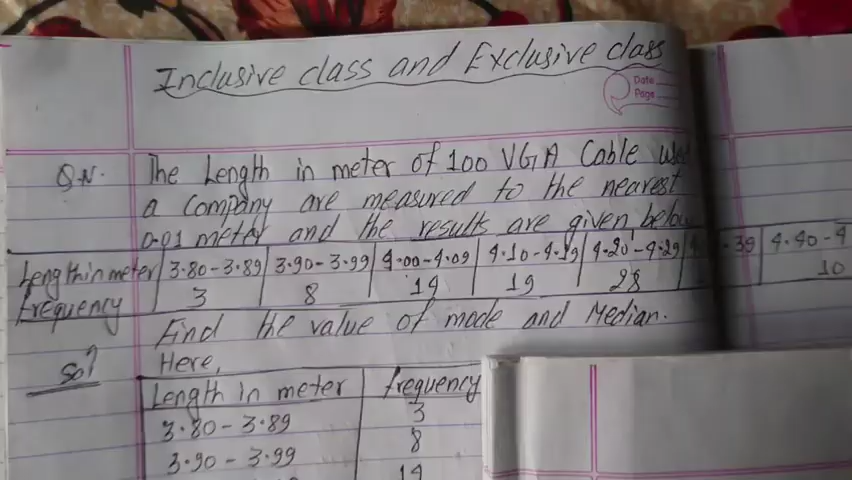 Inclusive class and Exclusive class
Date
Page
Q.N. The Length in meter of 100 VGA Cable
a company are measured to the nearest
0.01 meter and the results are given below
Length in meter 3.80-3.89 3.90-3.99 4.00-4.09 4.10-4.19 4.20-4.29 39 4.40-4
frequency 3 8 14 19 28 10
Find the value of mode and Median.
Sol
Here,
Length in meter frequency
3.80-3.89 3
3.90-3.99 8
14